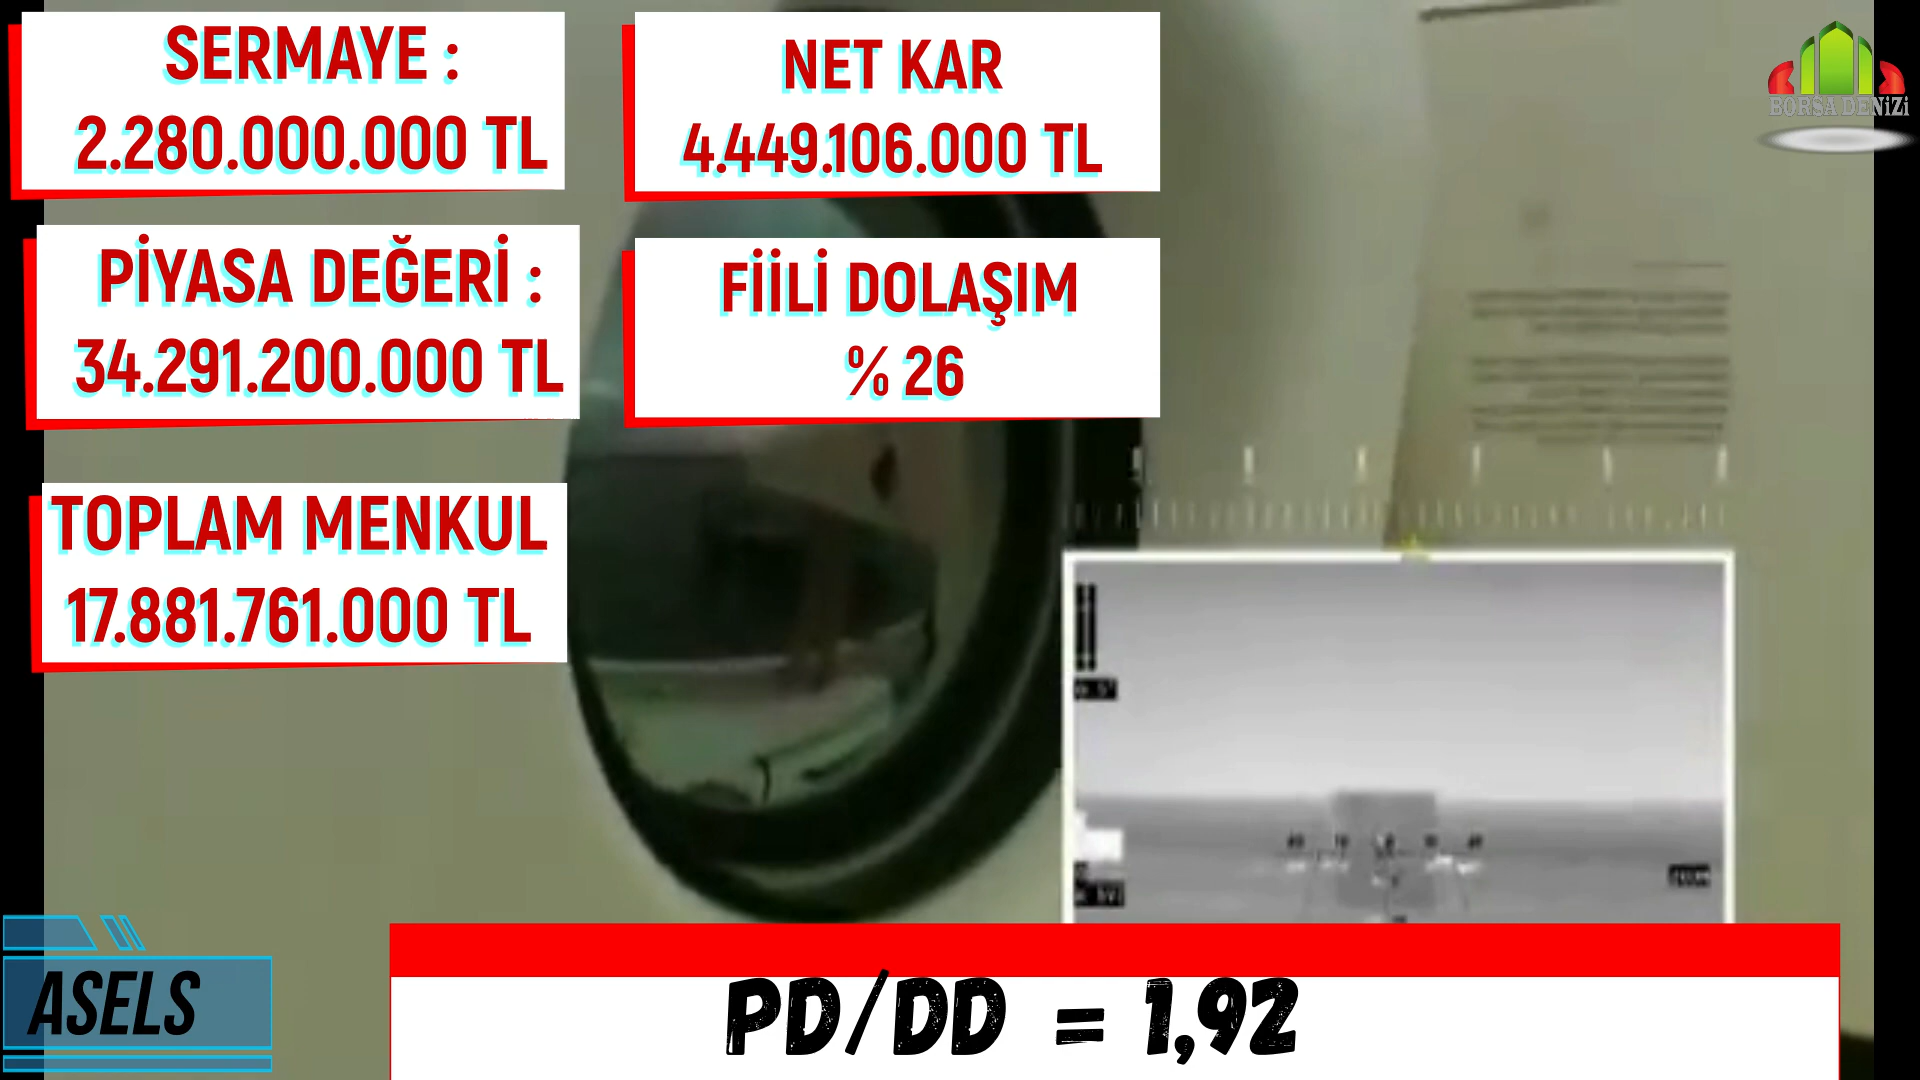 SERMAYE :
2.280.000.000 TL
NET KAR
4.449.106.000 TL
BORSA DENİZİ
PİYASA DEĞERİ :
34.291.200.000 TL
FİİLİ DOLAŞIM
% 26
TOPLAM MENKUL
17.881.761.000 TL
ASELS
PD/DD = 1,92